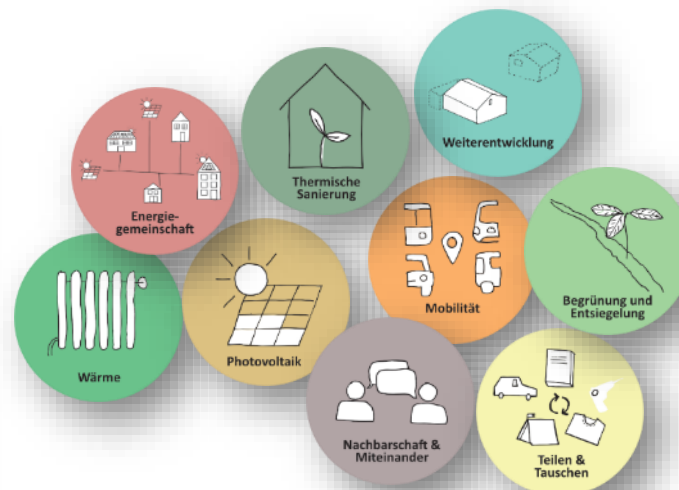 Weiterentwicklung
Thermische
Sanierung
Energie-
gemeinschaft
Mobilität
Begrünung und
Entsiegelung
Photovoltaik
Wärme
Nachbarschaft &
Miteinander
Teilen &
Tauschen